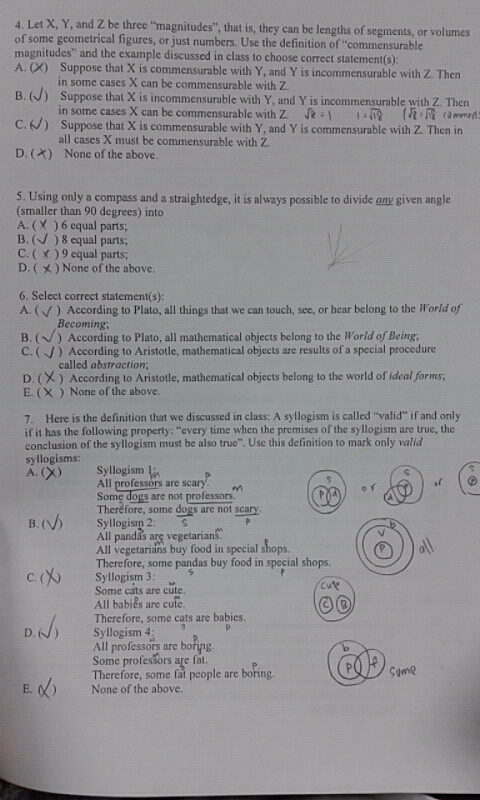 4. Let X, Y, and Z be three “magnitudes”, that is, they can be lengths of segments, or volumes
of some geometrical figures, or just numbers. Use the definition of “commensurable
magnitudes” and the example discussed in class to choose correct statement(s):
A. (X) Suppose that X is commensurable with Y, and Y is incommensurable with Z. Then
in some cases X can be commensurable with Z.
B. (✓) Suppose that X is incommensurable with Y, and Y is incommensurable with Z. Then
in some cases X can be commensurable with Z.
C. (✓) Suppose that X is commensurable with Y, and Y is commensurable with Z. Then in
all cases X must be commensurable with Z.
D. (X) None of the above.
5. Using only a compass and a straightedge, it is always possible to divide any given angle
(smaller than 90 degrees) into
A. (X) 6 equal parts;
B. (✓) 8 equal parts;
C. (X) 9 equal parts;
D. (X) None of the above.
6. Select correct statement(s):
A. (✓) According to Plato, all things that we can touch, see, or hear belong to the World of
Becoming;
B. (✓) According to Plato, all mathematical objects belong to the World of Being;
C. (✓) According to Aristotle, mathematical objects are results of a special procedure
called abstraction;
D. (X) According to Aristotle, mathematical objects belong to the world of ideal forms;
E. (X) None of the above.
7. Here is the definition that we discussed in class: A syllogism is called “valid” if and only
if it has the following property: “every time when the premises of the syllogism are true, the
conclusion of the syllogism must be also true”. Use this definition to mark only valid
syllogisms:
A. (X) Syllogism 1:
m p
All professors are scary. s s
s m
Some dogs are not professors. P d or or
Therefore, some dogs are not scary.
B. (✓) Syllogism 2: s p
All pandas are vegetarians. b
All vegetarians buy food in special shops. v
Therefore, some pandas buy food in special shops. P all
C. (X) Syllogism 3: s p
Some cats are cute. cute
All babies are cute. C B
Therefore, some cats are babies.
D. (✓) Syllogism 4:
All professors are boring. b
Some professors are fat. P f
Therefore, some fat people are boring. some
E. (X) None of the above.